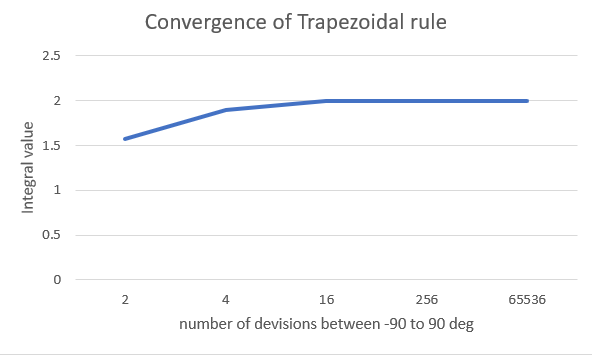 Convergence of Trapezoidal rule
2.5
2
1.5
1
0.5
0
Integral value
2 4 16 256 65536
number of devisions between -90 to 90 deg